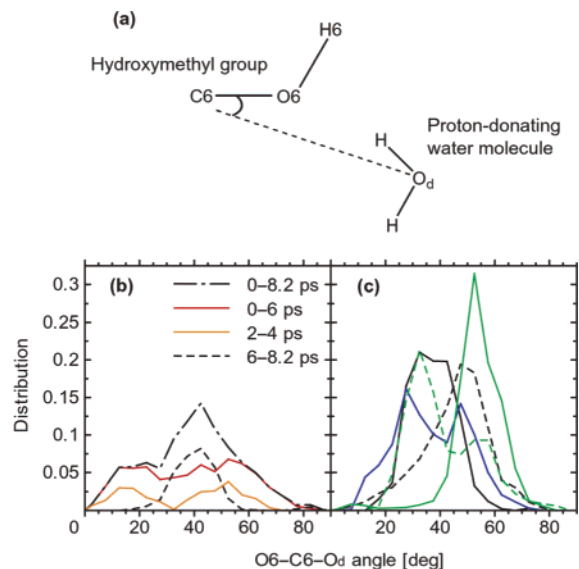 (a)
H6
Hydroxymethyl group
C6
O6
H
Proton-donating
water molecule
Od
H
(b)
0–8.2 ps
0–6 ps
2–4 ps
6–8.2 ps
(c)
0.3
0.25
0.2
0.15
0.1
0.05
Distribution
0 20 40 60 80 0 20 40 60 80
O6–C6–Od angle [deg]